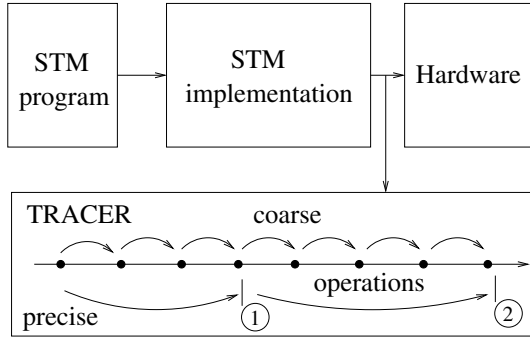 STM
program
STM
implementation
Hardware
TRACER
coarse
operations
precise
1
2